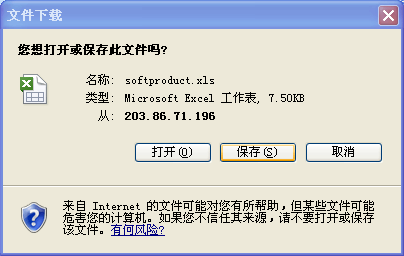 文件下载
您想打开或保存此文件吗?
名称: softproduct.xls
类型: Microsoft Excel 工作表, 7.50KB
从: 203.86.71.196
打开(O) 保存(S) 取消
来自 Internet 的文件可能对您有所帮助,但某些文件可能
危害您的计算机。如果您不信任其来源,请不要打开或保存
该文件。有何风险?